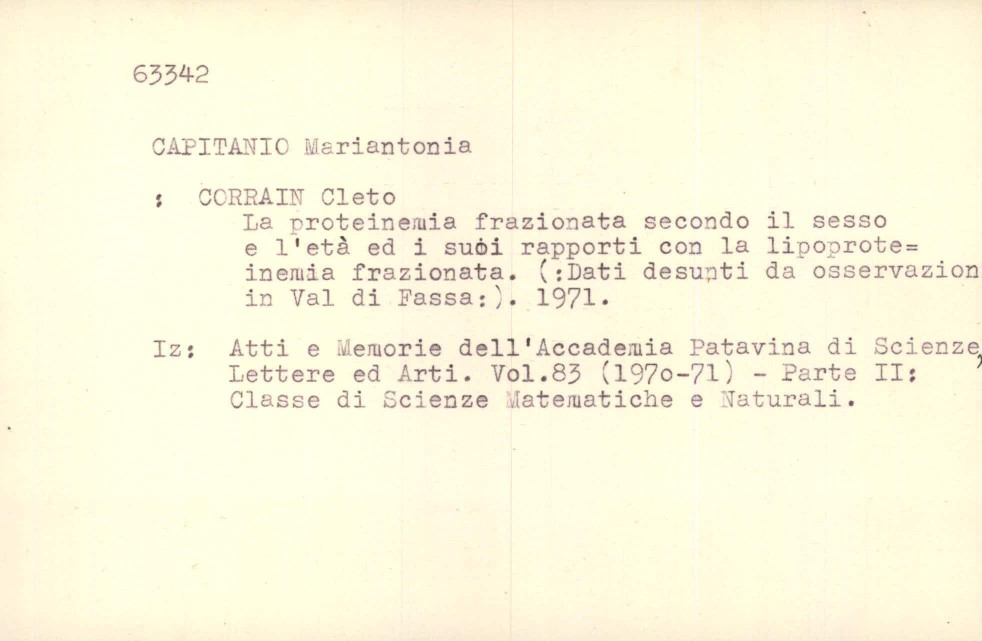 63342
CAPITANIO Mariantonia
: CORRAIN Cleto
La proteinemia frazionata secondo il sesso
e l'età ed i suoi rapporti con la lipoprote=
inemia frazionata. (:Dati desunti da osservazion
in Val di Fassa:). 1971.
Iz: Atti e Memorie dell'Accademia Patavina di Scienze,
Lettere ed Arti. Vol.83 (197o-71) - Parte II:
Classe di Scienze Matematiche e Naturali.